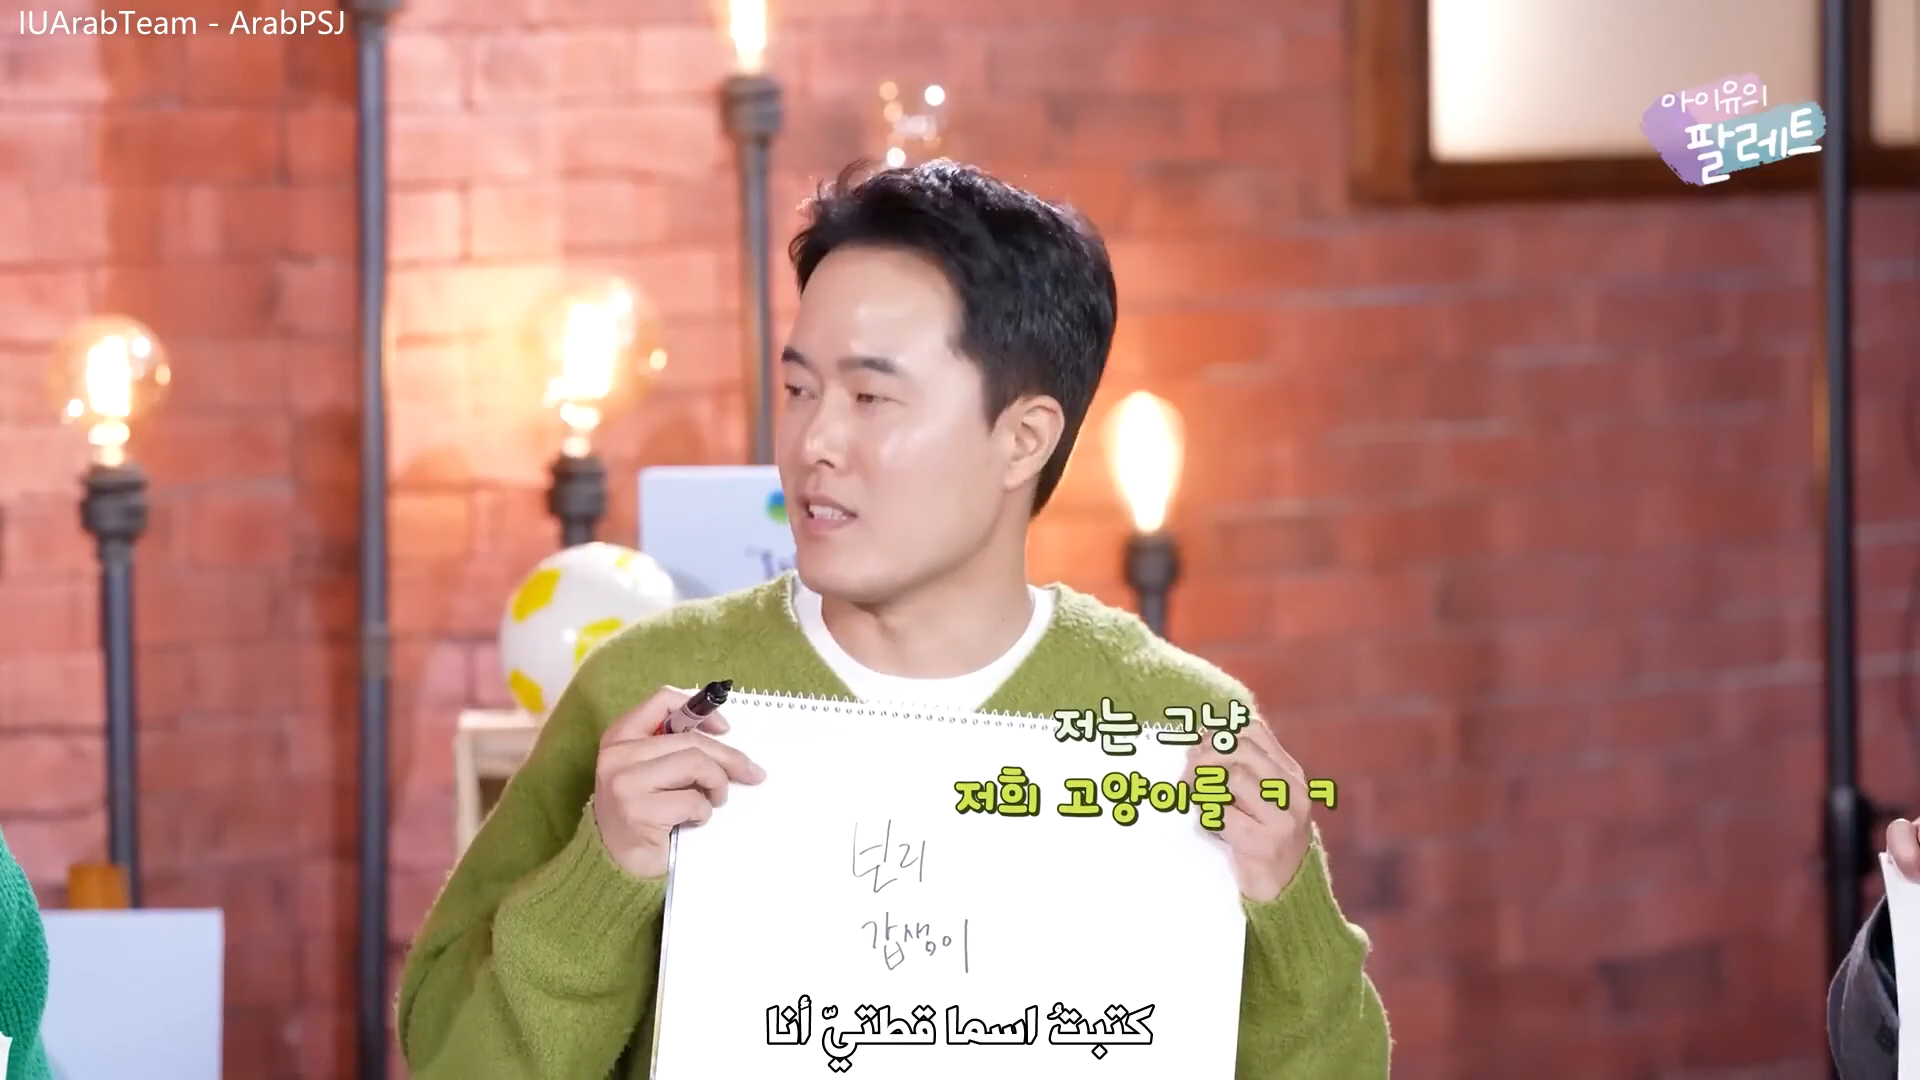 IUArabTeam - ArabPSJ
아이유의
팔레트
저는 그냥
저희 고양이를 ㅋㅋ
보리
갑생이
كتبتُ اسما قطتيّ أنا